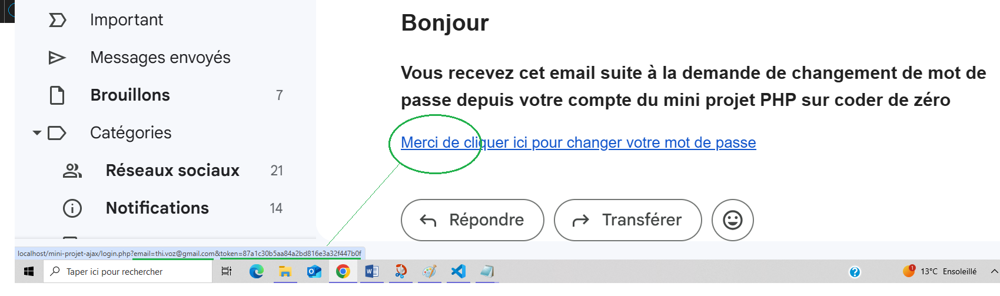 Important
Messages envoyés
Brouillons 7
Catégories
Réseaux sociaux 21
Notifications 14
Bonjour
Vous recevez cet email suite à la demande de changement de mot de
passe depuis votre compte du mini projet PHP sur coder de zéro
Merci de cliquer ici pour changer votre mot de passe
Répondre
Transférer
localhost/mini-projet-ajax/login.php?email=thi.voz@gmail.com&token=87a1c30b5aa84a2bd816e3a32f447b0f
Taper ici pour rechercher
1
13°C Ensoleillé